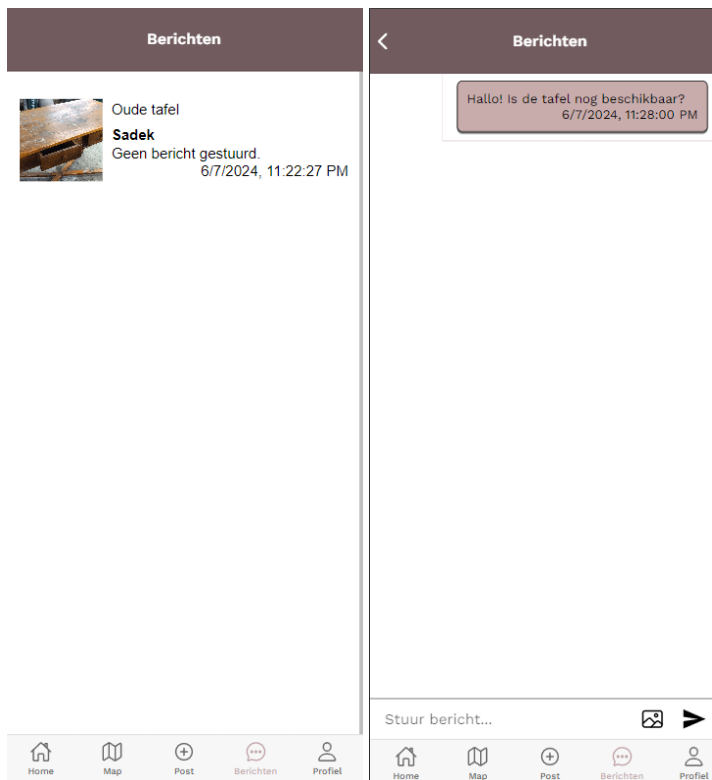 Berichten
Oude tafel
Sadek
Geen bericht gestuurd.
6/7/2024, 11:22:27 PM
Home Map Post Berichten Profiel
Berichten
Hallo! Is de tafel nog beschikbaar?
6/7/2024, 11:28:00 PM
Stuur bericht...
Home Map Post Berichten Profiel